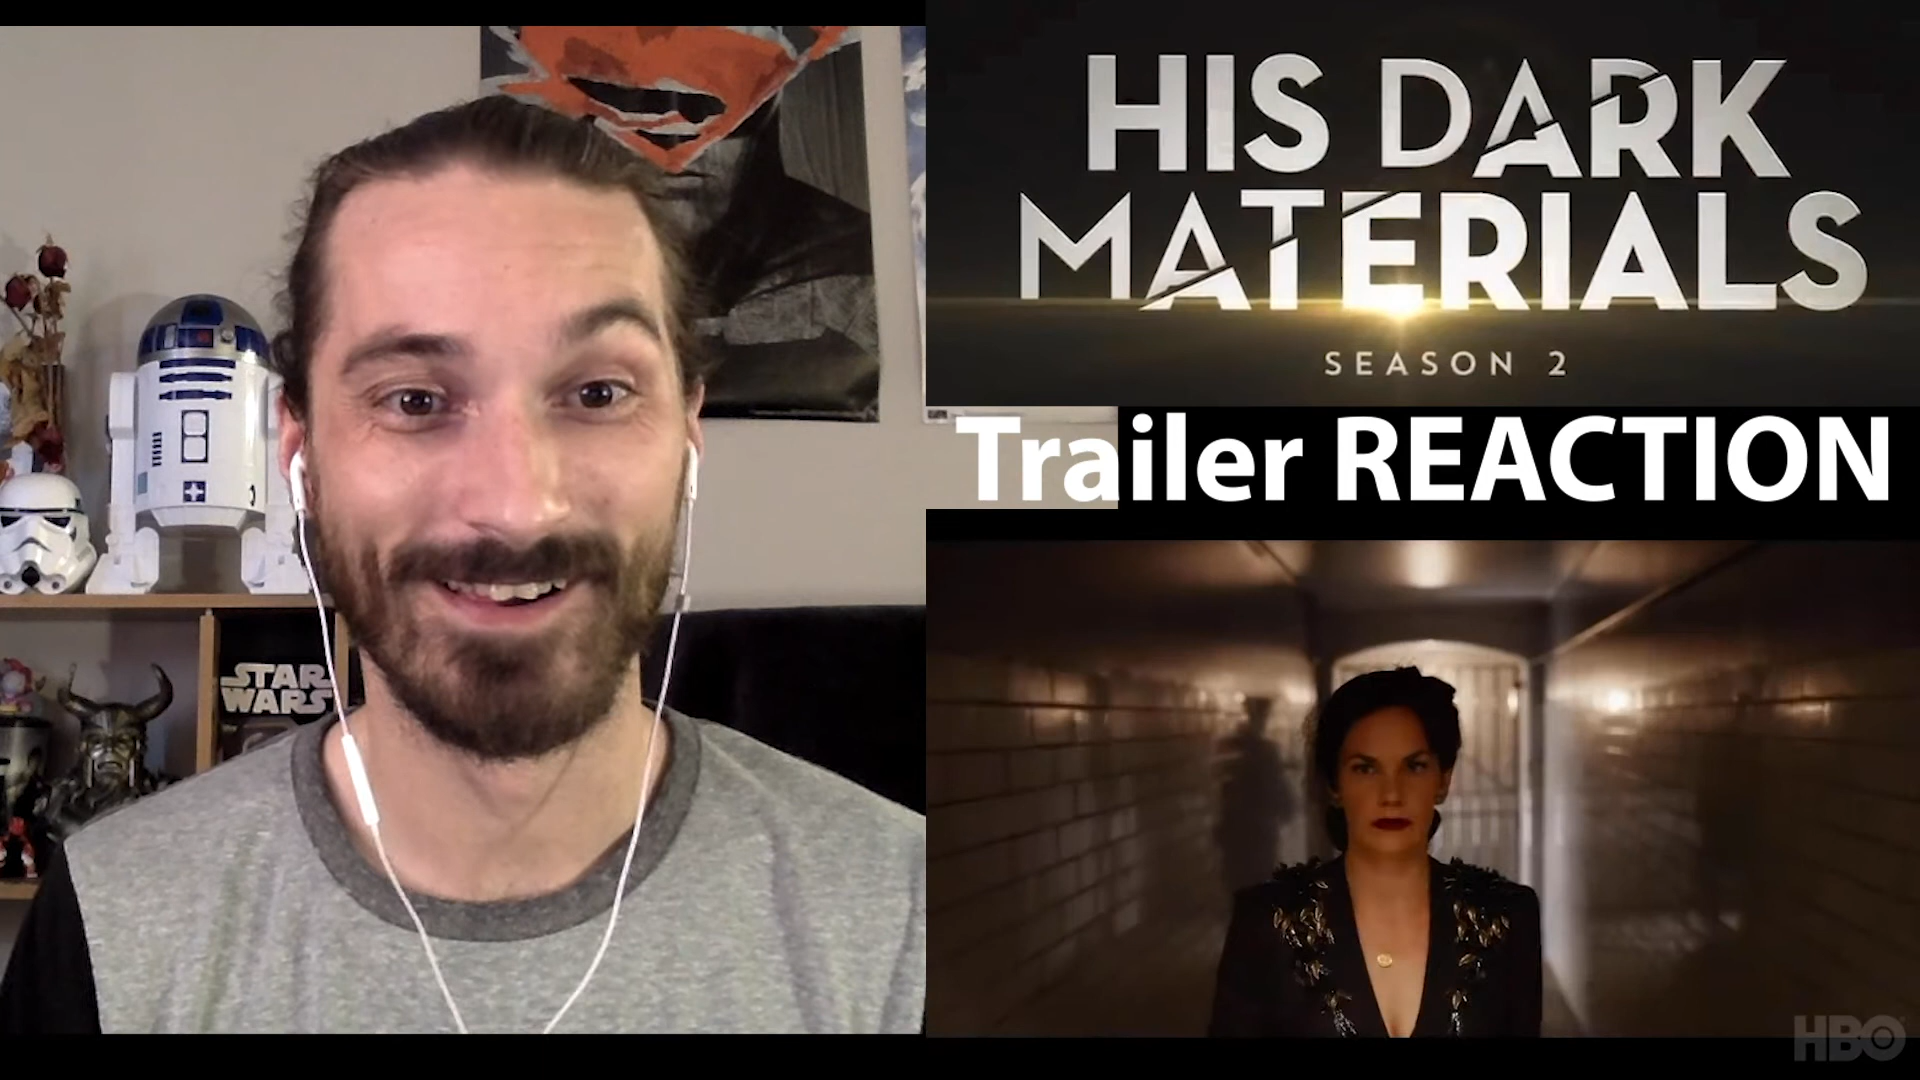 HIS DARK
MATERIALS
SEASON 2
Trailer REACTION
STAR
WARS
HBO